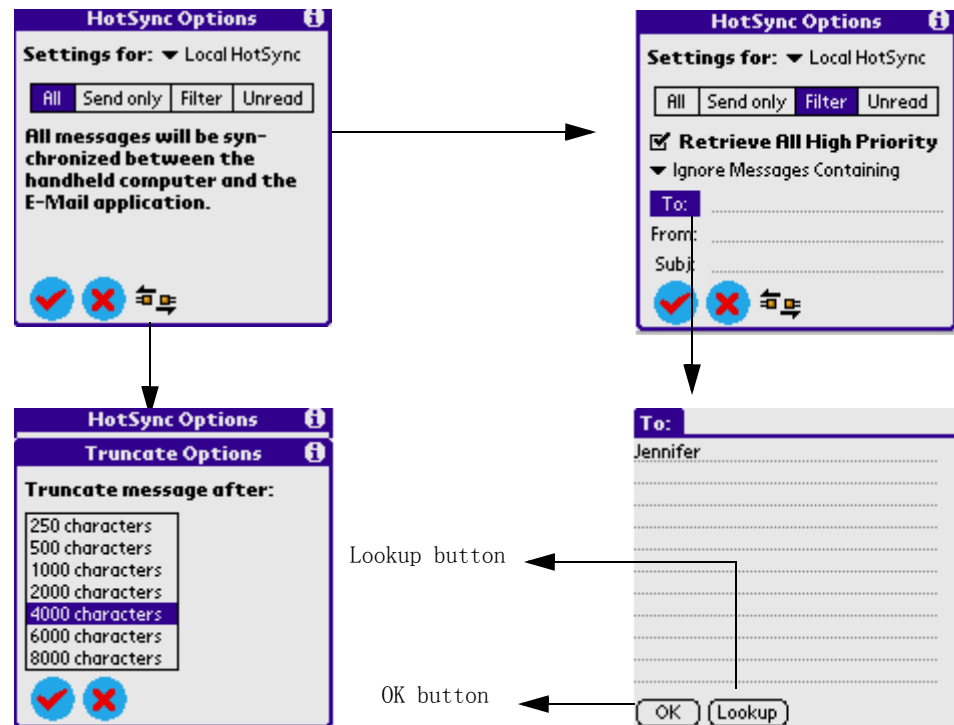 HotSync Options
Settings for: Local HotSync
All Send only Filter Unread
All messages will be syn-
chronized between the
handheld computer and the
E-Mail application.
HotSync Options
Settings for: Local HotSync
All Send only Filter Unread
Retrieve All High Priority
Ignore Messages Containing
To:
From:
Subj:
HotSync Options
Truncate Options
Truncate message after:
250 characters
500 characters
1000 characters
2000 characters
4000 characters
6000 characters
8000 characters
To:
Jennifer
Lookup button
OK button
OK Lookup